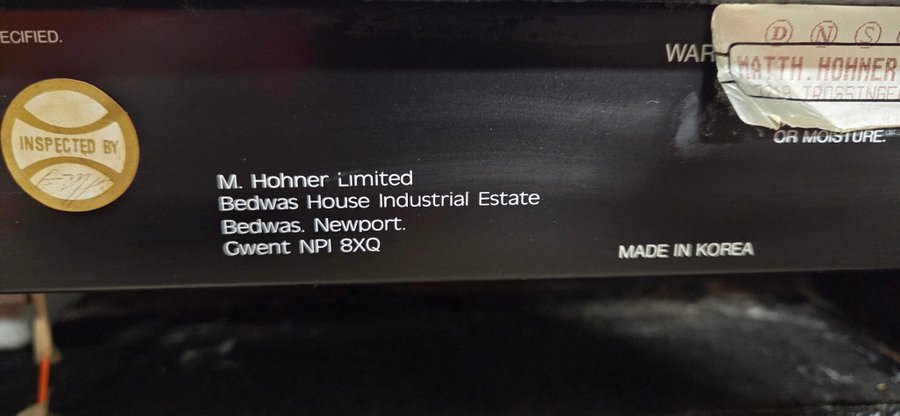 ECIFIED.
WAR
D N S
MATTH.HOHNER
TROSSINGE
OR MOISTURE.
INSPECTED BY
M. Hohner Limited
Bedwas House Industrial Estate
Bedwas. Newport.
Gwent NPI 8XQ
MADE IN KOREA